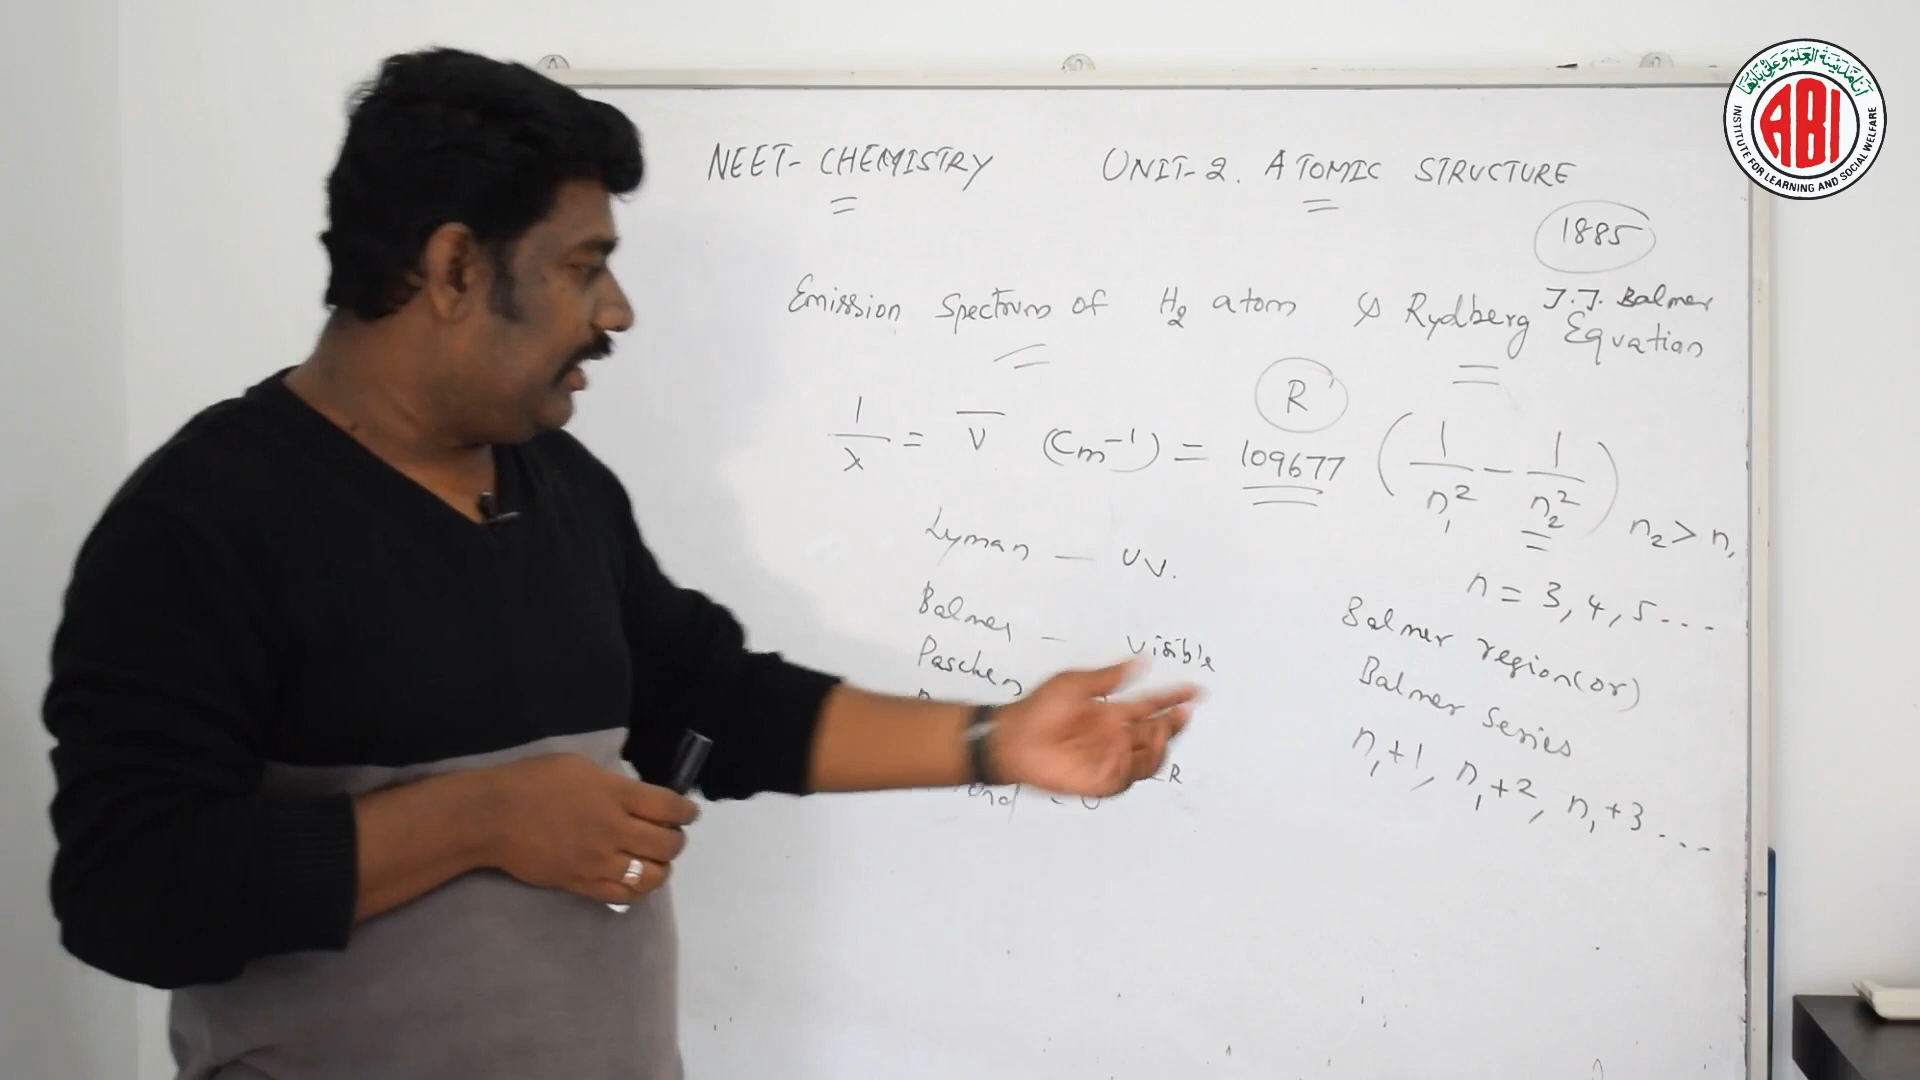 NEET- CHEMISTRY UNIT-2. ATOMIC STRUCTURE
1885
J.J. Balmer
Emission Spectrum of H2 atom & Rydberg Equation
R
1/λ = ν̅ (Cm⁻¹) = 109677 (1/n₁² - 1/n₂²) n₂ > n₁
n = 3, 4, 5 ...
Lyman — UV.
Balmer — Visible
Paschen
R
Balmer region (or)
Balmer Series
n₁+1, n₁+2, n₁+3 ...
ABI
INSTITUTE FOR LEARNING AND SOCIAL WELFARE